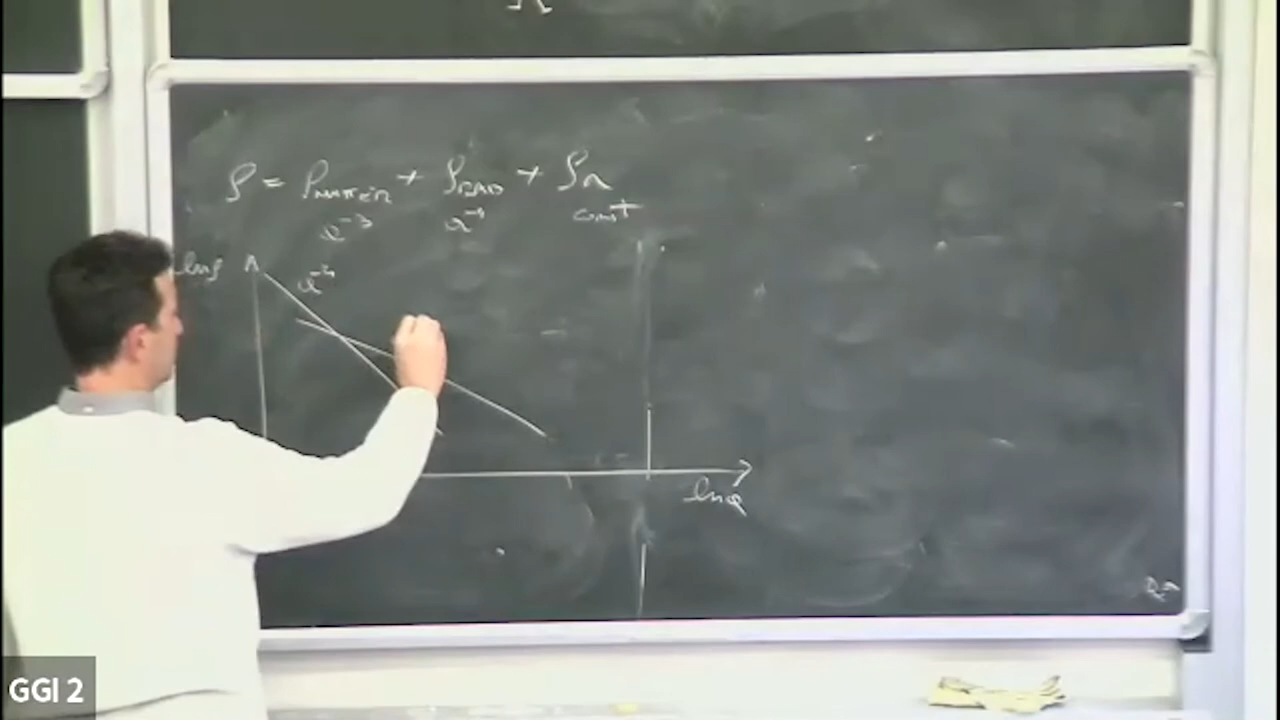 ρ = ρ_MATTER + ρ_RAD + ρ_Λ
a⁻³ a⁻⁴ const
ln ρ a⁻⁴
ln a
GGI 2